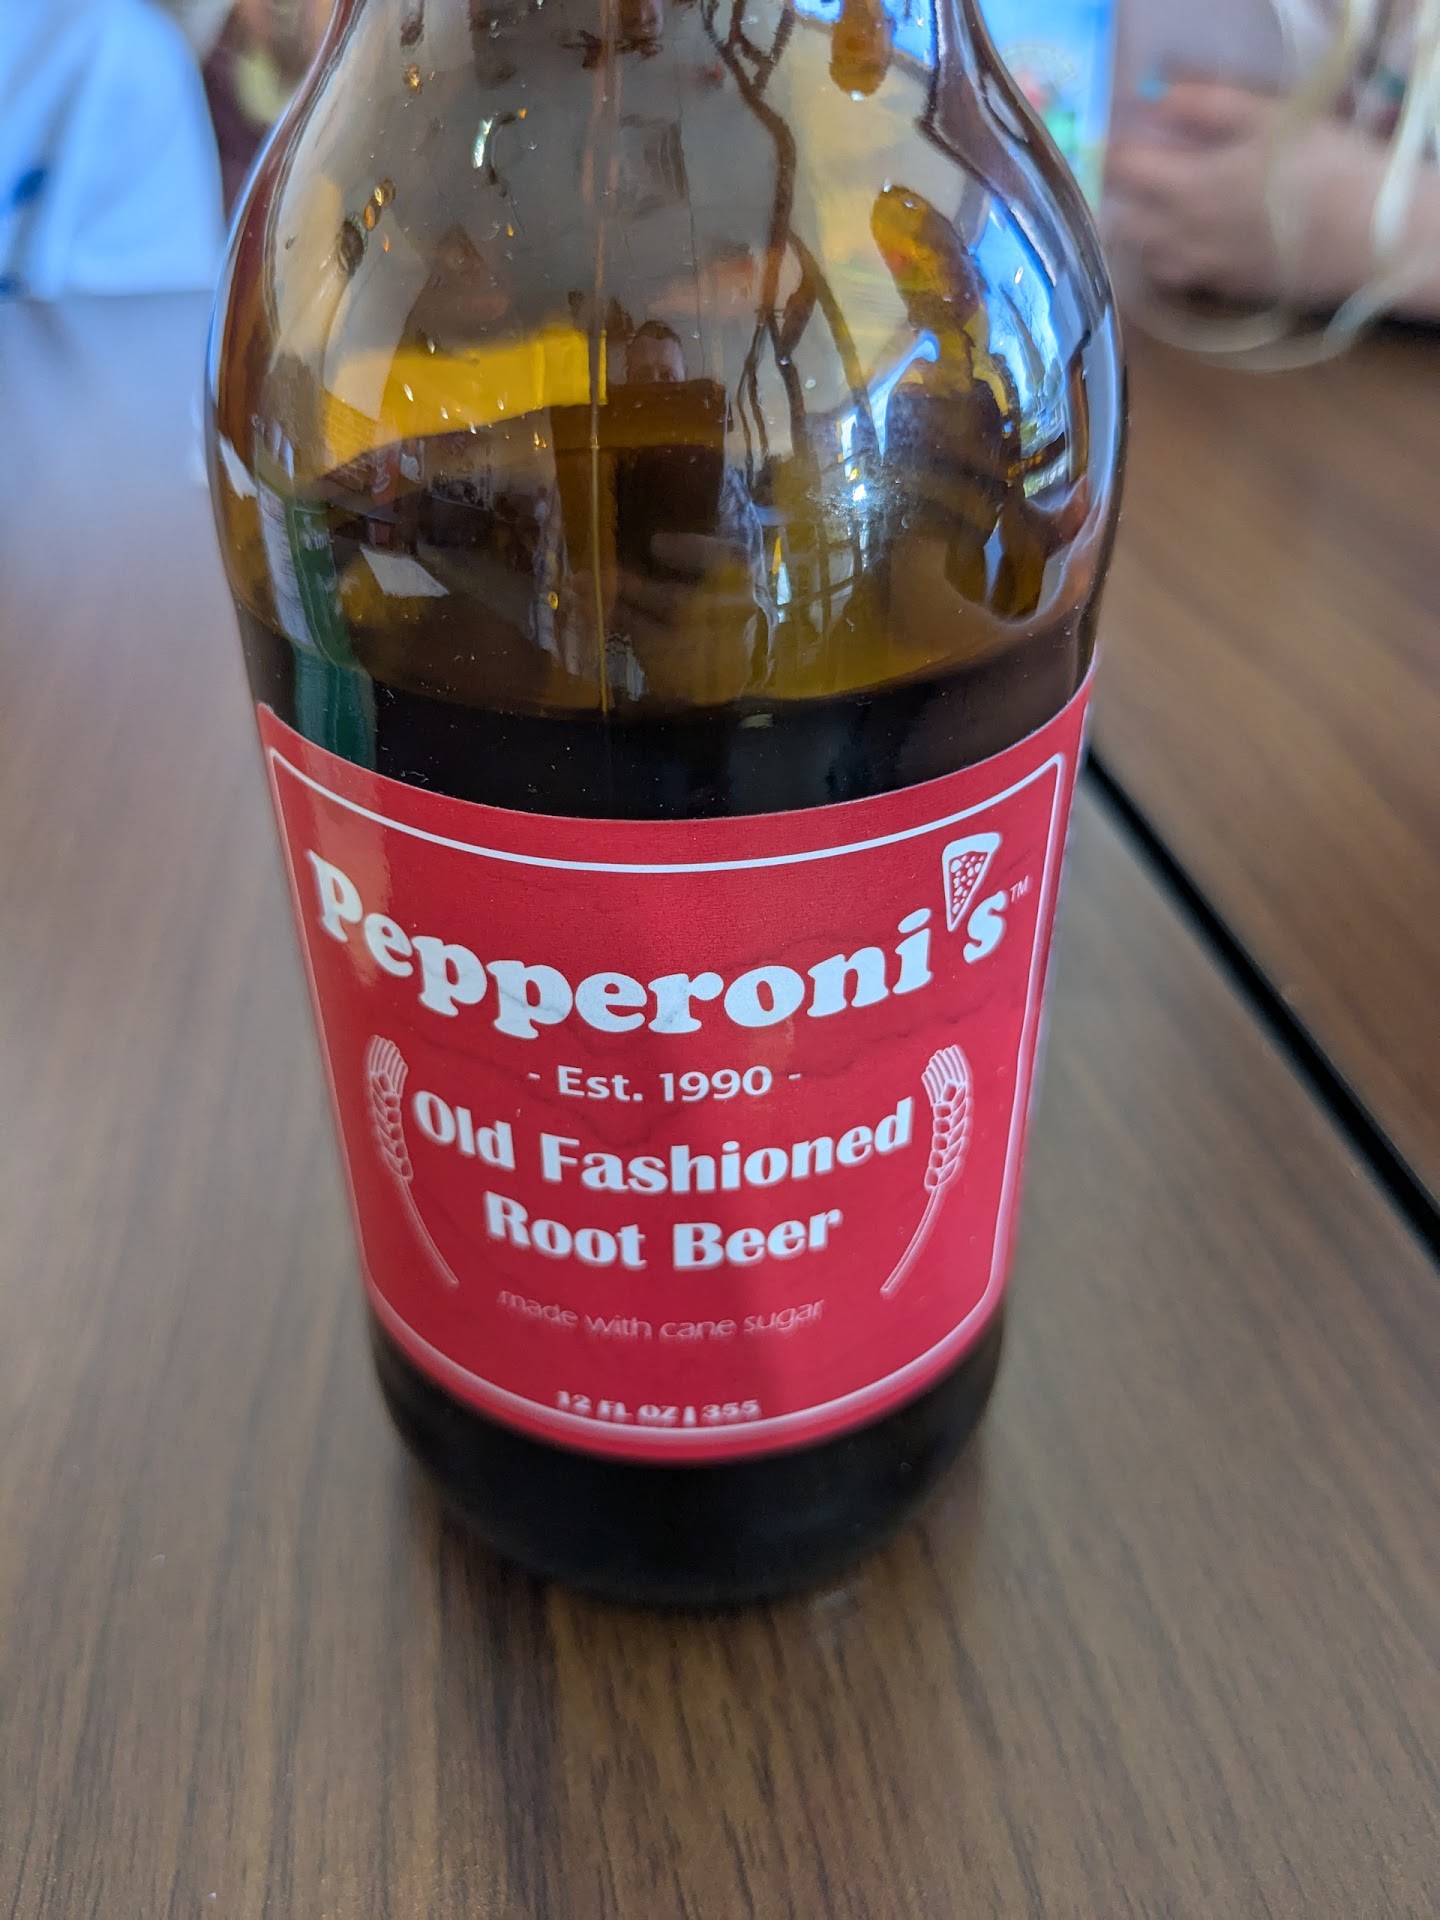 Pepperoni's™
- Est. 1990 -
Old Fashioned
Root Beer
made with cane sugar
12 FL OZ | 355